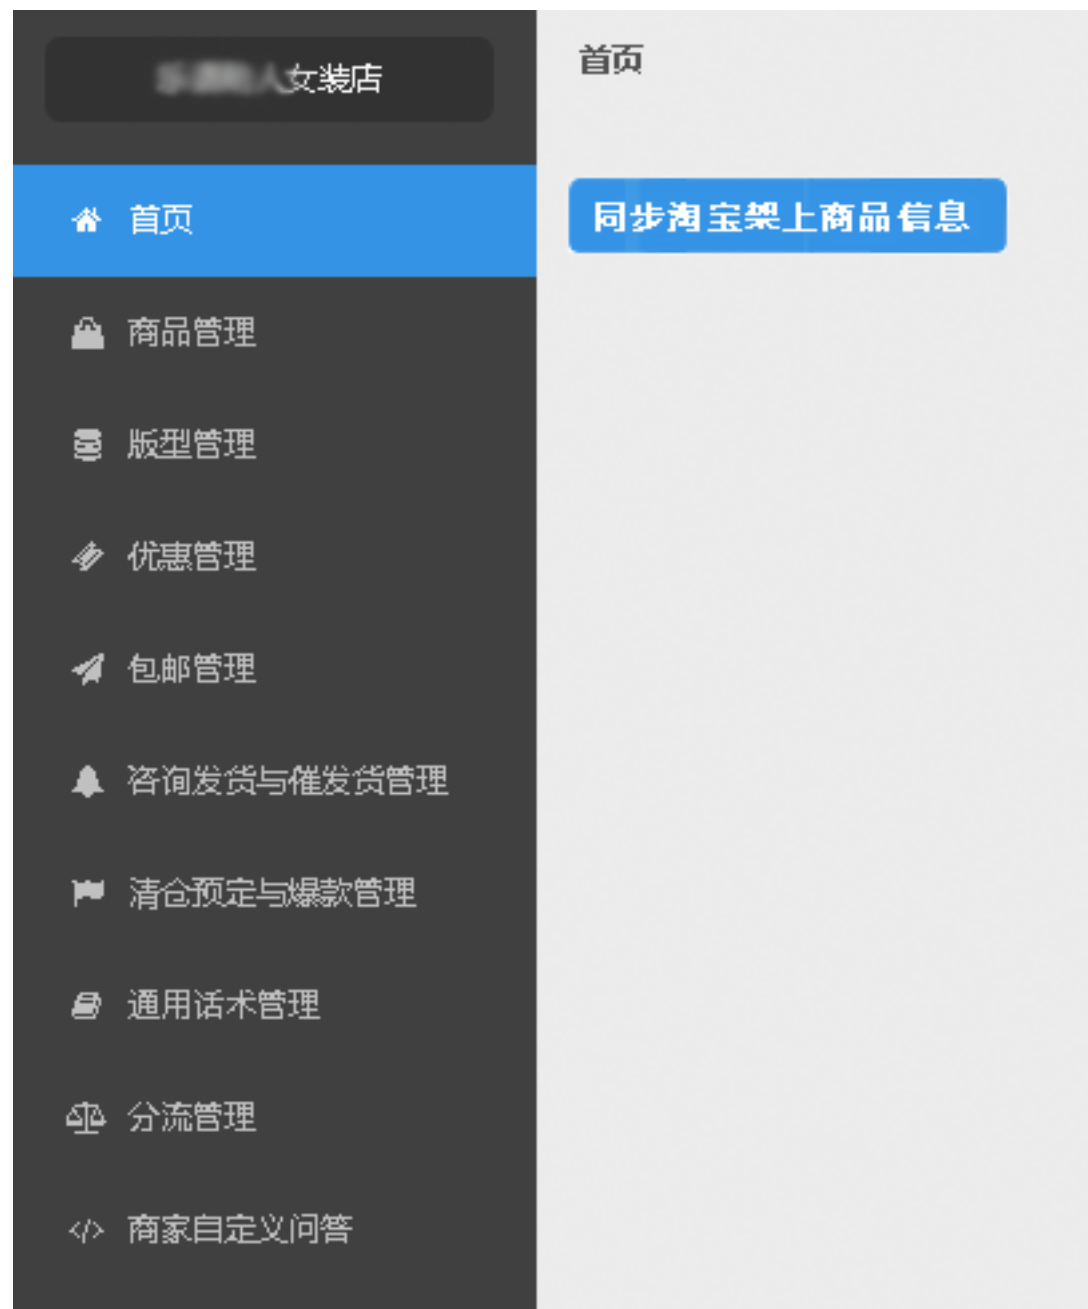 女装店
首页
商品管理
版型管理
优惠管理
包邮管理
咨询发货与催发货管理
清仓预定与爆款管理
通用话术管理
分流管理
商家自定义问答
首页
同步淘宝架上商品信息